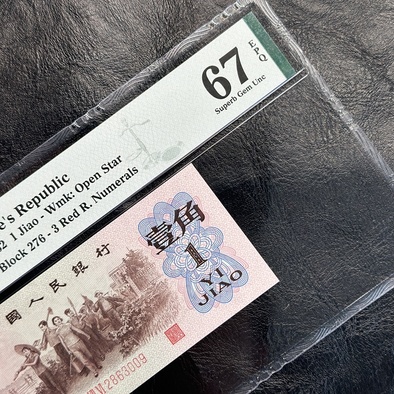 67
EPQ
Superb Gem Unc
e's Republic
2 1 Jiao - Wmk: Open Star
Block 276 - 3 Red R. Numerals
國人民銀行
壹角
1
YI
JIAO
2863009